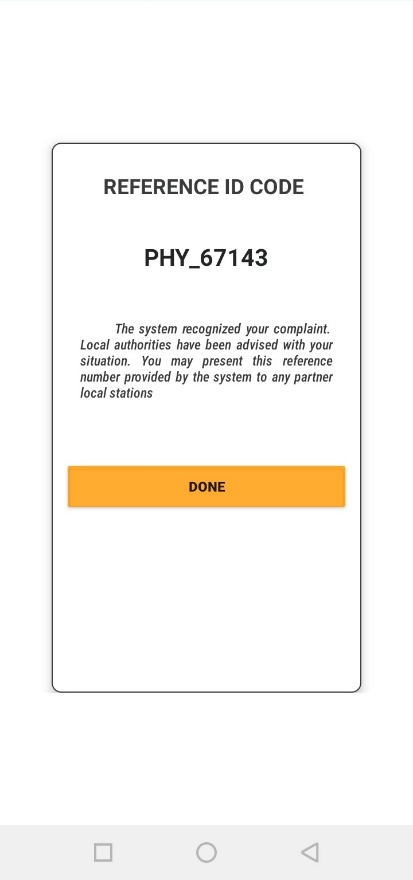 REFERENCE ID CODE
PHY_67143
The system recognized your complaint.
Local authorities have been advised with your
situation. You may present this reference
number provided by the system to any partner
local stations
DONE